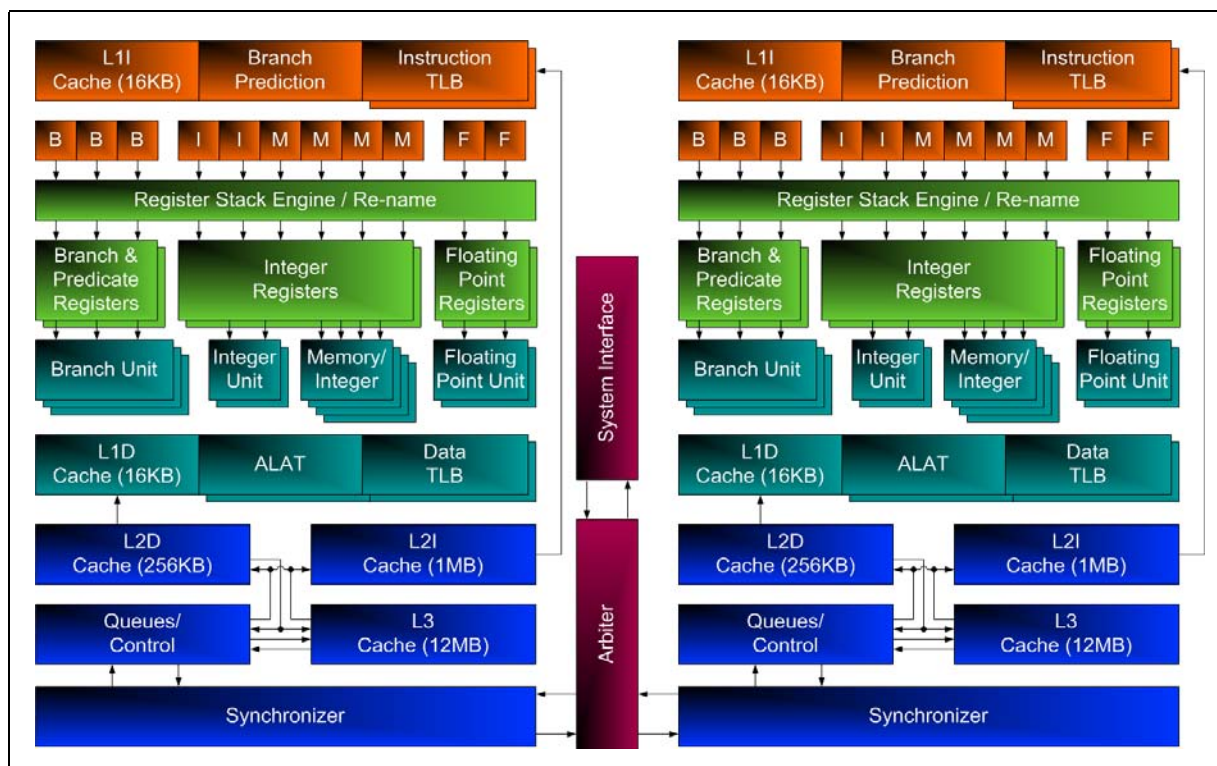 L1I
Cache (16KB)
Branch
Prediction
Instruction
TLB
B B B I I M M M M F F
Register Stack Engine / Re-name
Branch &
Predicate
Registers
Integer
Registers
Floating
Point
Registers
Branch Unit
Integer
Unit
Memory/
Integer
Floating
Point Unit
L1D
Cache (16KB)
ALAT
Data
TLB
L2D
Cache (256KB)
L2I
Cache (1MB)
Queues/
Control
L3
Cache (12MB)
Synchronizer
System Interface
Arbiter
L1I
Cache (16KB)
Branch
Prediction
Instruction
TLB
B B B I I M M M M F F
Register Stack Engine / Re-name
Branch &
Predicate
Registers
Integer
Registers
Floating
Point
Registers
Branch Unit
Integer
Unit
Memory/
Integer
Floating
Point Unit
L1D
Cache (16KB)
ALAT
Data
TLB
L2D
Cache (256KB)
L2I
Cache (1MB)
Queues/
Control
L3
Cache (12MB)
Synchronizer